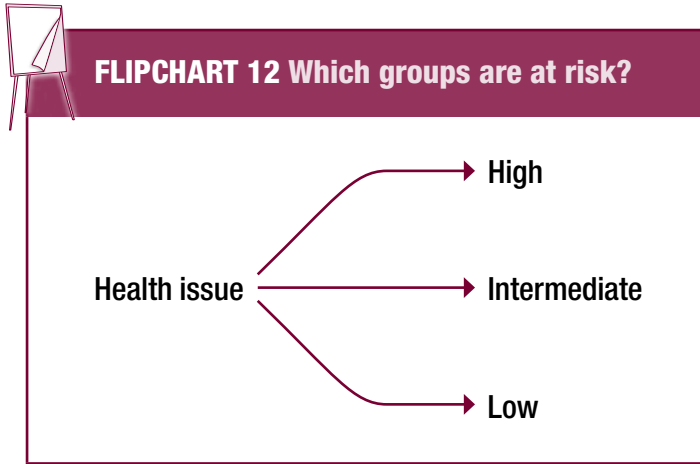 FLIPCHART 12 Which groups are at risk?
High
Health issue
Intermediate
Low